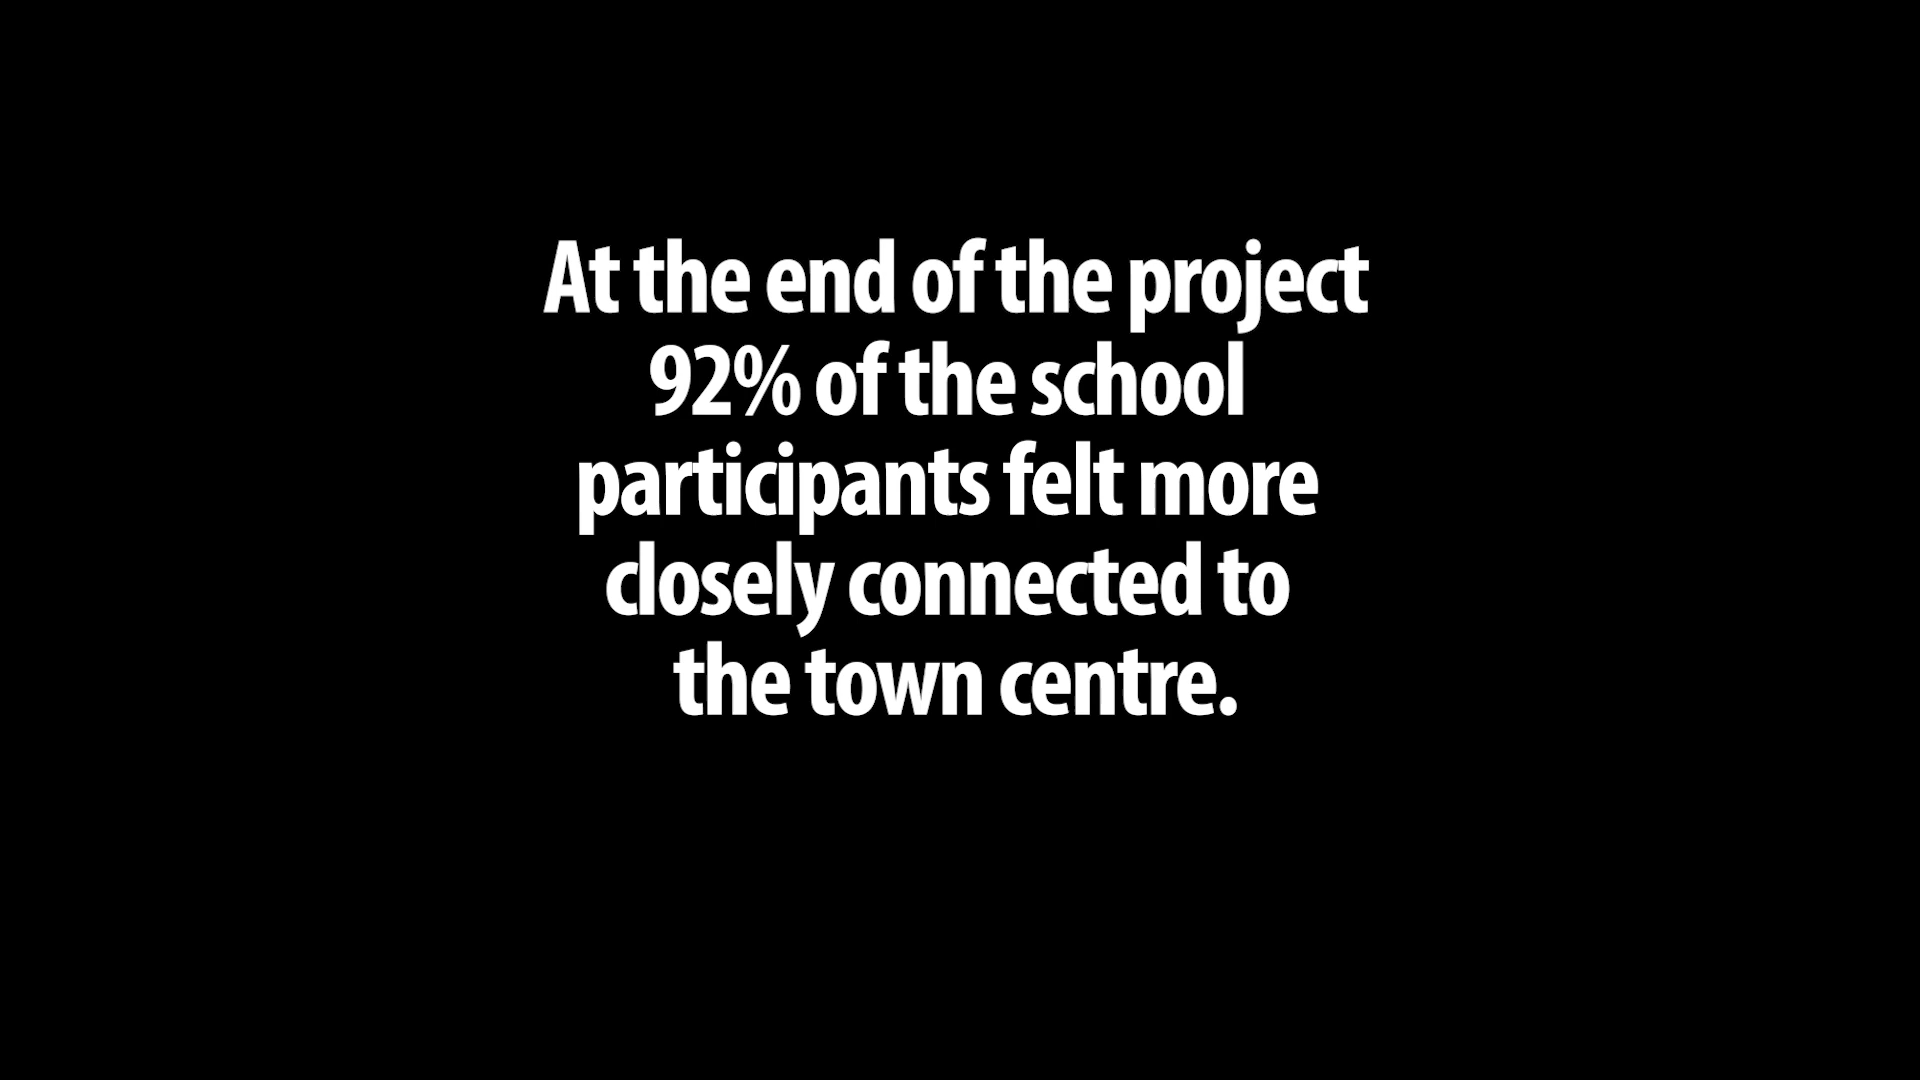 At the end of the project
92% of the school
participants felt more
closely connected to
the town centre.